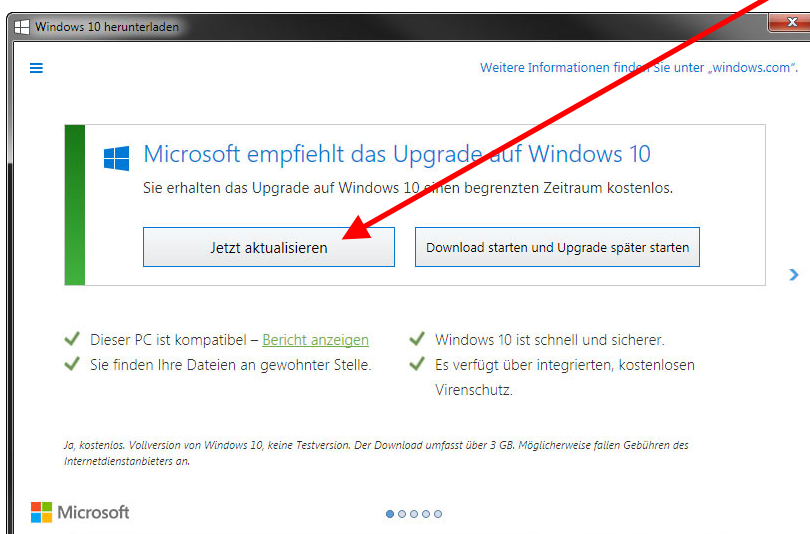 Windows 10 herunterladen
Weitere Informationen finden Sie unter „windows.com“.
Microsoft empfiehlt das Upgrade auf Windows 10
Sie erhalten das Upgrade auf Windows 10 einen begrenzten Zeitraum kostenlos.
Jetzt aktualisieren
Download starten und Upgrade später starten
Dieser PC ist kompatibel – Bericht anzeigen
Sie finden Ihre Dateien an gewohnter Stelle.
Windows 10 ist schnell und sicherer.
Es verfügt über integrierten, kostenlosen
Virenschutz.
Ja, kostenlos. Vollversion von Windows 10, keine Testversion. Der Download umfasst über 3 GB. Möglicherweise fallen Gebühren des
Internetdienstanbieters an.
Microsoft